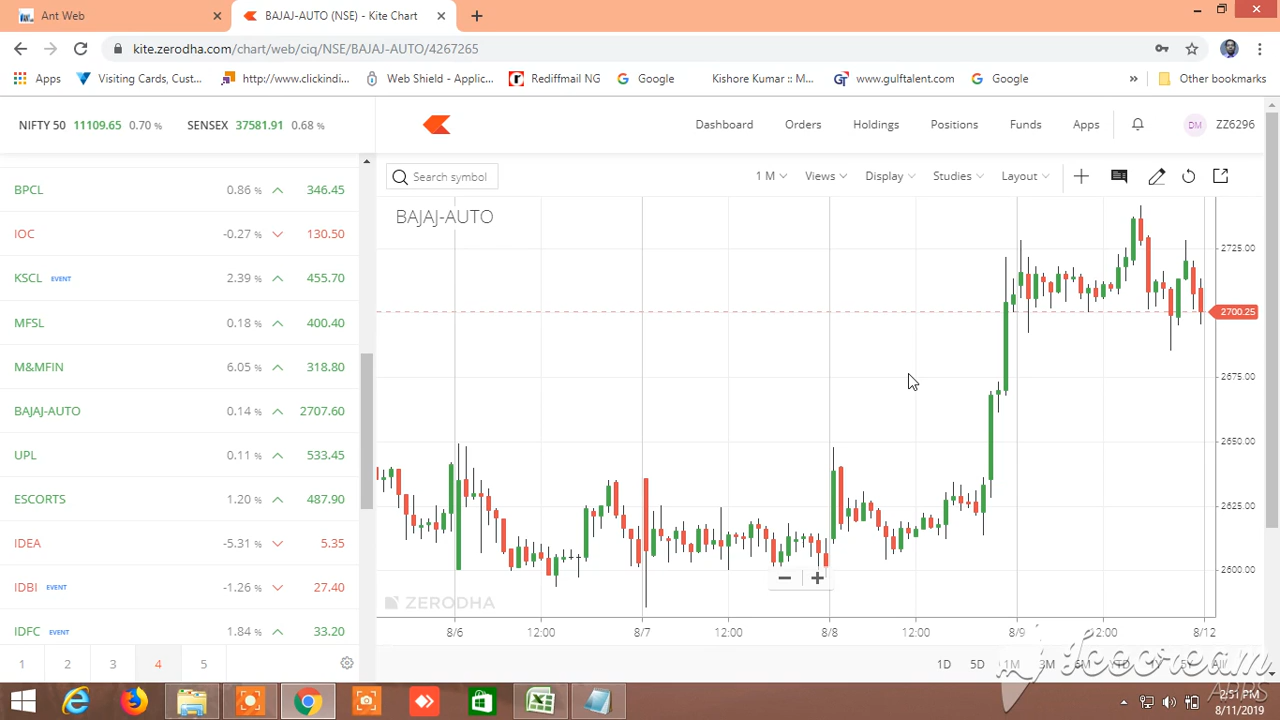 Ant Web
BAJAJ-AUTO (NSE) - Kite Chart
kite.zerodha.com/chart/web/ciq/NSE/BAJAJ-AUTO/4267265
Apps Visiting Cards, Cust... http://www.clickindi... Web Shield - Applic... Rediffmail NG Google Kishore Kumar :: M... www.gulftalent.com Google » Other bookmarks
NIFTY 50 11109.65 0.70 % SENSEX 37581.91 0.68 %
Dashboard Orders Holdings Positions Funds Apps DM ZZ6296
BPCL 0.86 % 346.45
IOC -0.27 % 130.50
KSCL EVENT 2.39 % 455.70
MFSL 0.18 % 400.40
M&MFIN 6.05 % 318.80
BAJAJ-AUTO 0.14 % 2707.60
UPL 0.11 % 533.45
ESCORTS 1.20 % 487.90
IDEA -5.31 % 5.35
IDBI EVENT -1.26 % 27.40
IDFC EVENT 1.84 % 33.20
1 2 3 4 5
Search symbol 1 M Views Display Studies Layout
BAJAJ-AUTO
2725.00
2700.25
2675.00
2650.00
2625.00
2600.00
ZERODHA
8/6 12:00 8/7 12:00 8/8 12:00 8/9 12:00 8/12
1D 5D 1M 3M 6M YTD 1Y 5Y All
Icecream
APPS
2:51 PM
8/11/2019